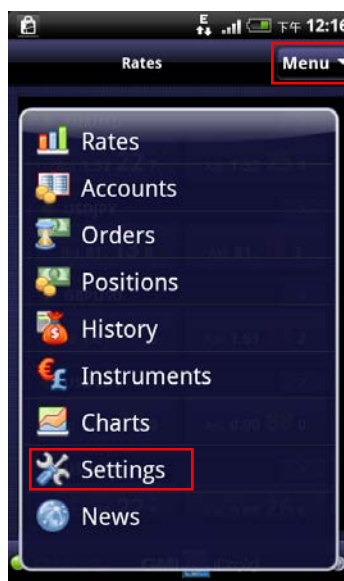 E
下午 12:16
Rates
Menu
Rates
Accounts
Orders
Positions
History
Instruments
Charts
Settings
News